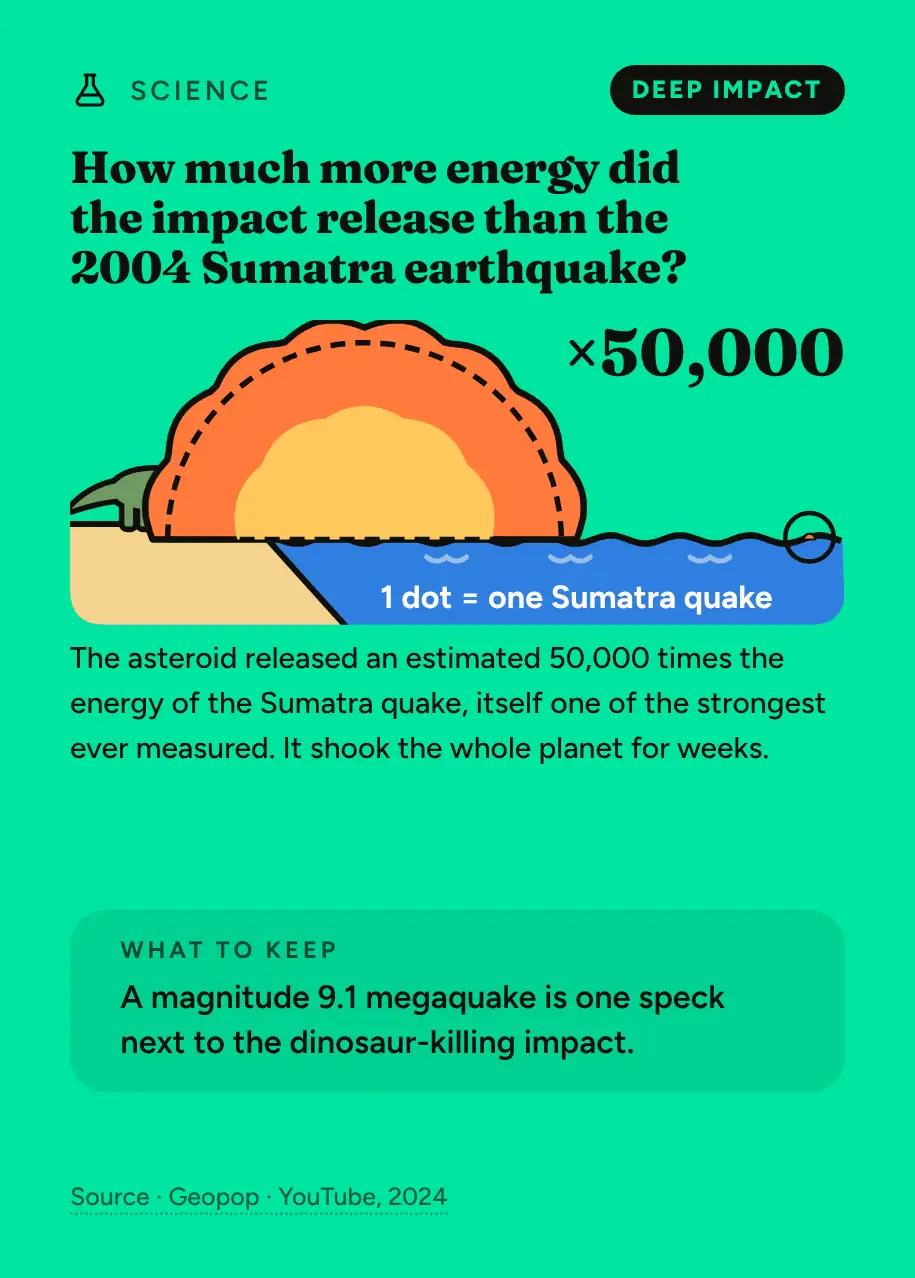 SCIENCE
DEEP IMPACT
How much more energy did
the impact release than the
2004 Sumatra earthquake?
×50,000
1 dot = one Sumatra quake
The asteroid released an estimated 50,000 times the
energy of the Sumatra quake, itself one of the strongest
ever measured. It shook the whole planet for weeks.
WHAT TO KEEP
A magnitude 9.1 megaquake is one speck
next to the dinosaur-killing impact.
Source · Geopop · YouTube, 2024